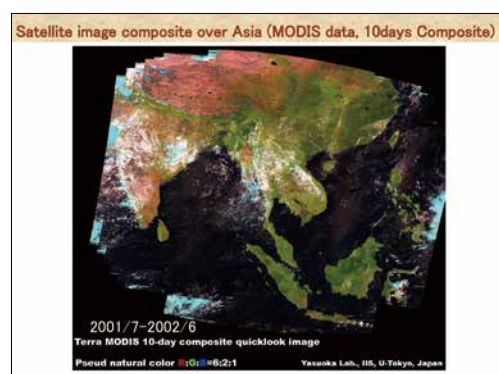 Satellite image composite over Asia (MODIS data, 10days Composite)
2001/7-2002/6
Terra MODIS 10-day composite quicklook image
Pseud natural color R:G:B=6:2:1
Yasuoka Lab., IIS, U-Tokyo, Japan